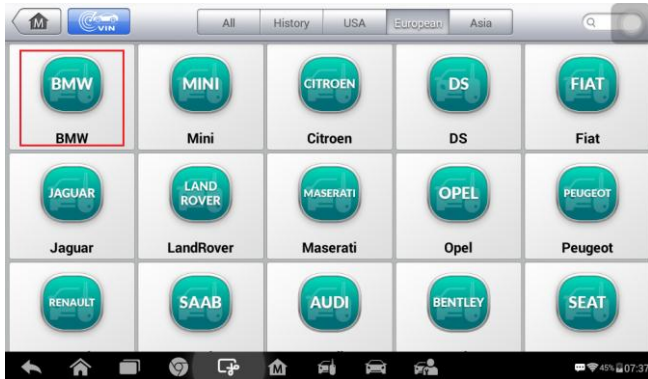 VIN All History USA European Asia
BMW MINI CITROEN DS FIAT
BMW Mini Citroen DS Fiat
JAGUAR LAND ROVER MASERATI OPEL PEUGEOT
Jaguar LandRover Maserati Opel Peugeot
RENAULT SAAB AUDI BENTLEY SEAT
M 45% 07:37